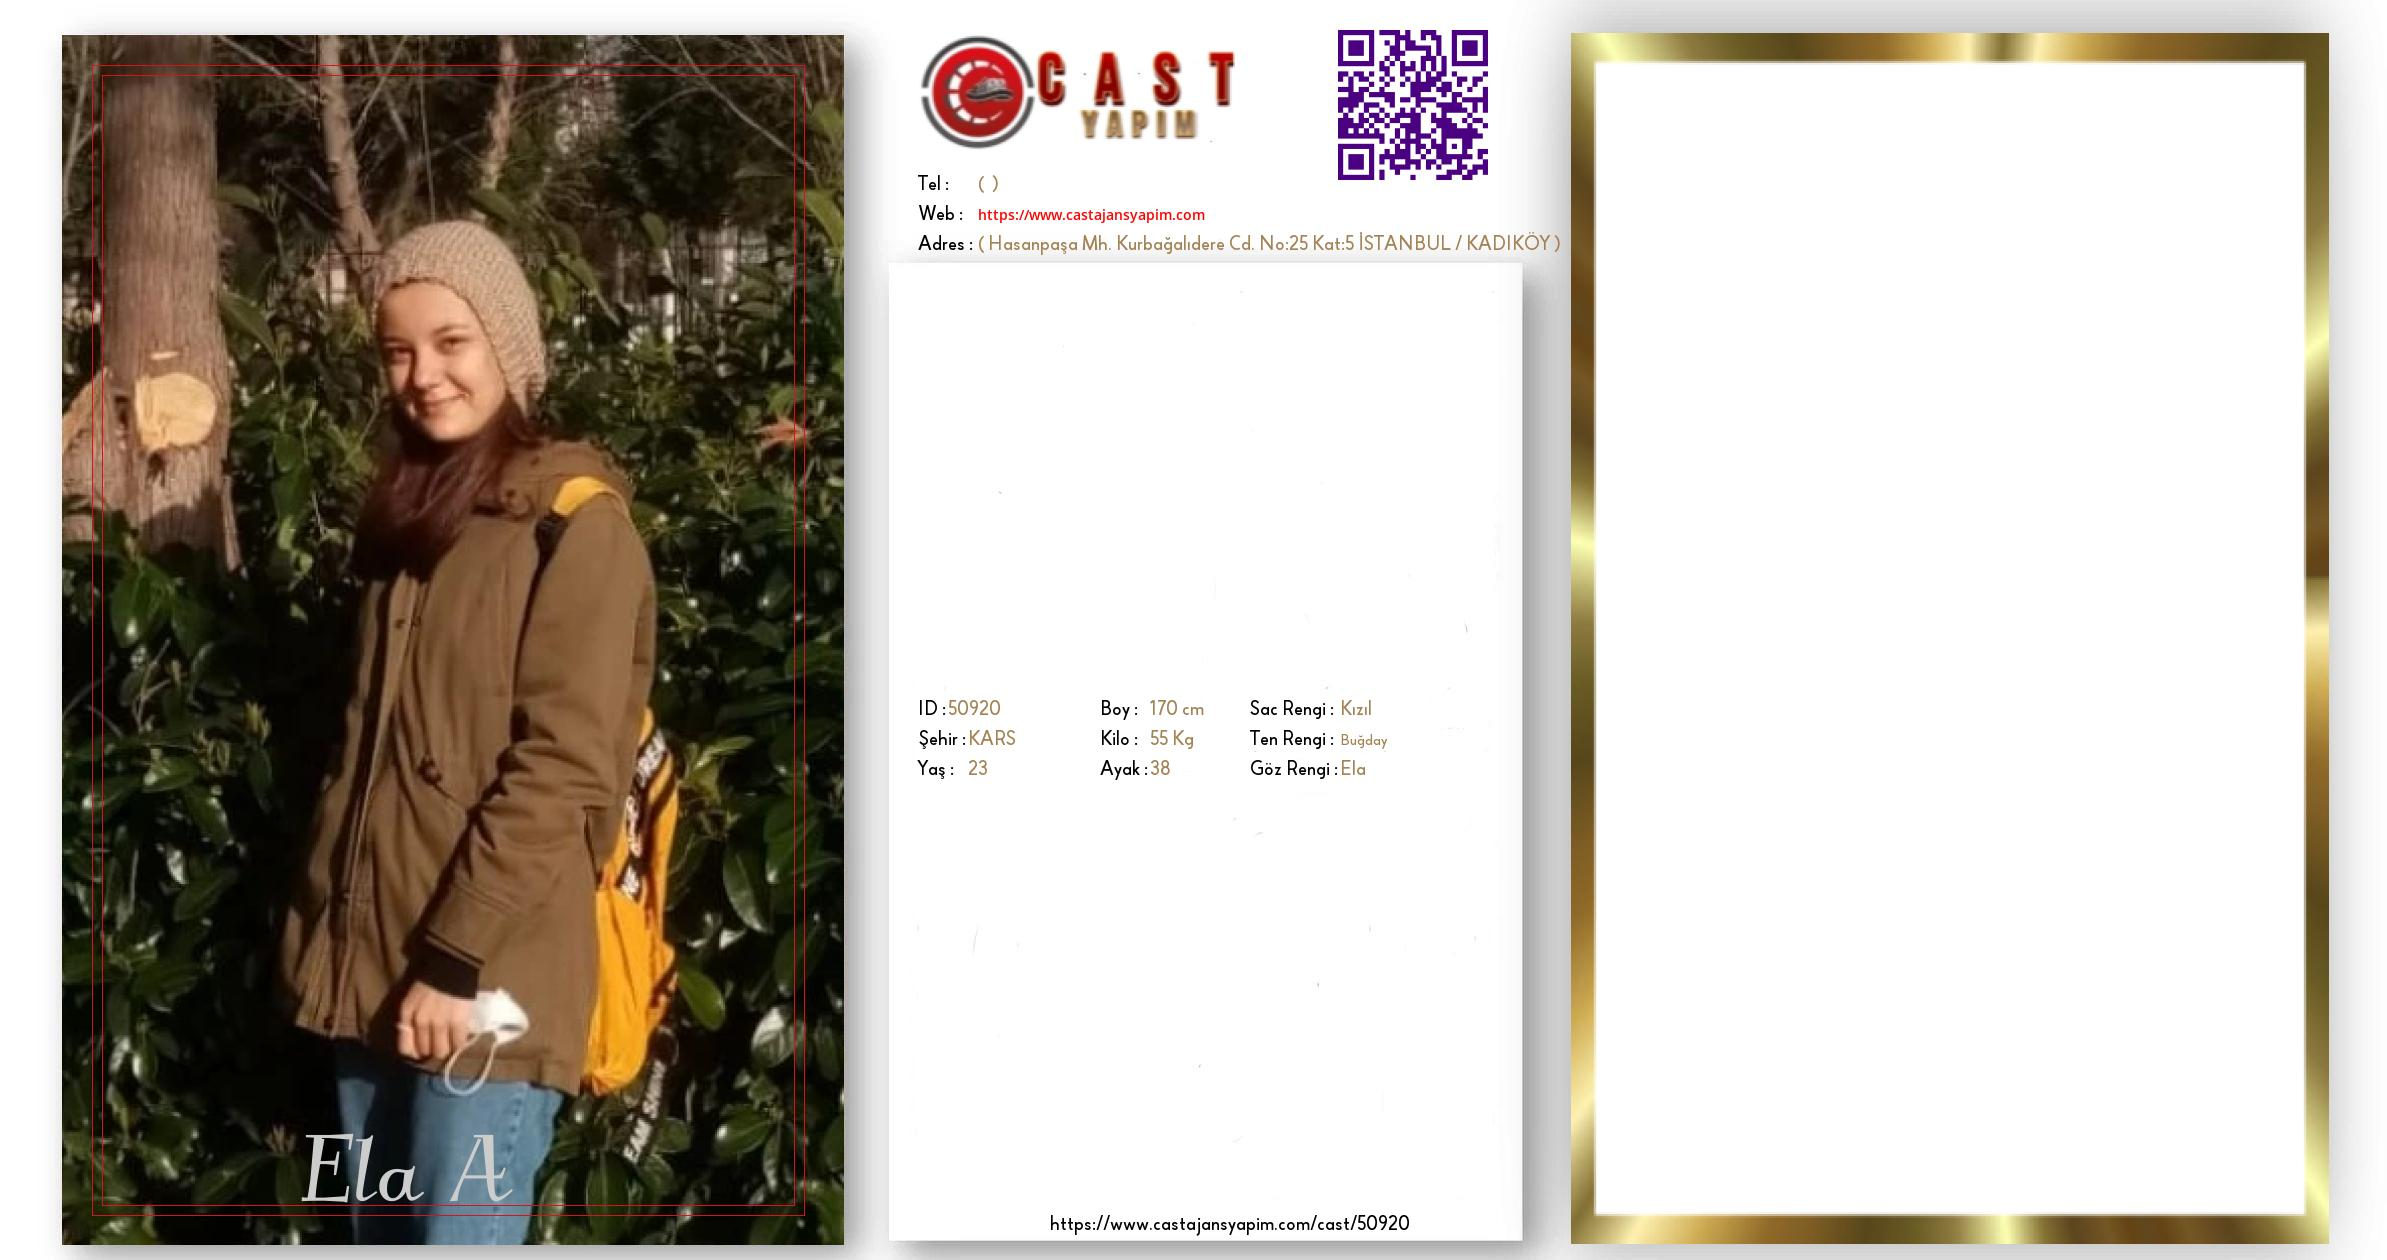 Ela A
CAST
YAPIM
Tel : ( )
Web : https://www.castajansyapim.com
Adres : ( Hasanpaşa Mh. Kurbağalıdere Cd. No:25 Kat:5 İSTANBUL / KADIKÖY )
ID : 50920 Boy : 170 cm Sac Rengi : Kızıl
Şehir : KARS Kilo : 55 Kg Ten Rengi : Buğday
Yaş : 23 Ayak : 38 Göz Rengi : Ela
https://www.castajansyapim.com/cast/50920